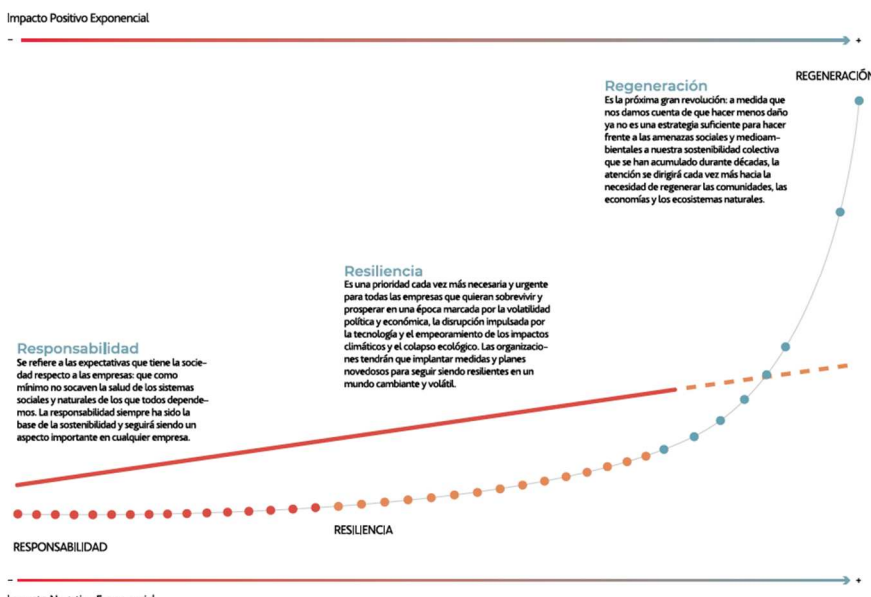 Impacto Positivo Exponencial
- +
REGENERACIÓN
Regeneración
Es la próxima gran revolución: a medida que
nos damos cuenta de que hacer menos daño
ya no es una estrategia suficiente para hacer
frente a las amenazas sociales y medioam-
bientales a nuestra sostenibilidad colectiva
que se han acumulado durante décadas, la
atención se dirigirá cada vez más hacia la
necesidad de regenerar las comunidades, las
economías y los ecosistemas naturales.
Resiliencia
Es una prioridad cada vez más necesaria y urgente
para todas las empresas que quieran sobrevivir y
prosperar en una época marcada por la volatilidad
política y económica, la disrupción impulsada por
la tecnología y el empeoramiento de los impactos
climáticos y el colapso ecológico. Las organizacio-
nes tendrán que implantar medidas y planes
novedosos para seguir siendo resilientes en un
mundo cambiante y volátil.
Responsabilidad
Se refiere a las expectativas que tiene la socie-
dad respecto a las empresas: que como
mínimo no socaven la salud de los sistemas
sociales y naturales de los que todos depende-
mos. La responsabilidad siempre ha sido la
base de la sostenibilidad y seguirá siendo un
aspecto importante en cualquier empresa.
RESILIENCIA
RESPONSABILIDAD
- +